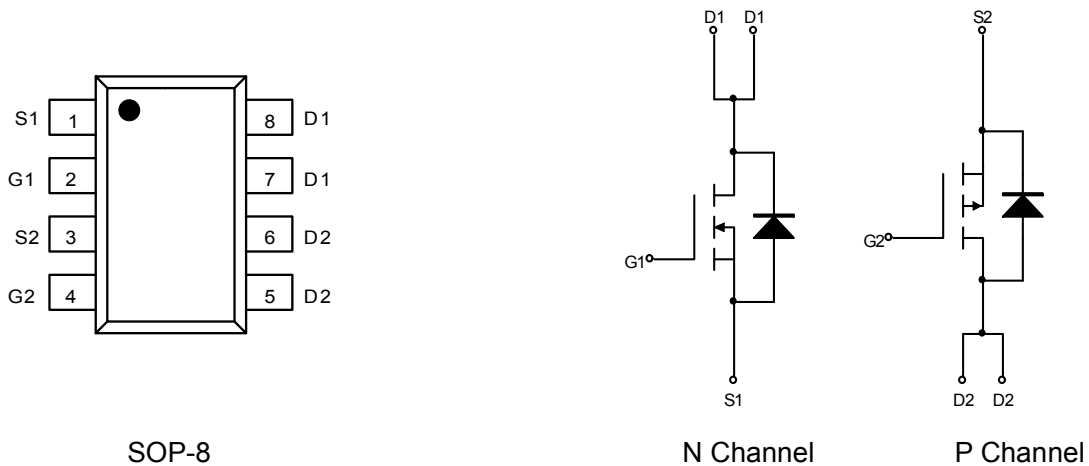 S1 1 8 D1
G1 2 7 D1
S2 3 6 D2
G2 4 5 D2
SOP-8
D1 D1
G1
S1
N Channel
S2
G2
D2 D2
P Channel